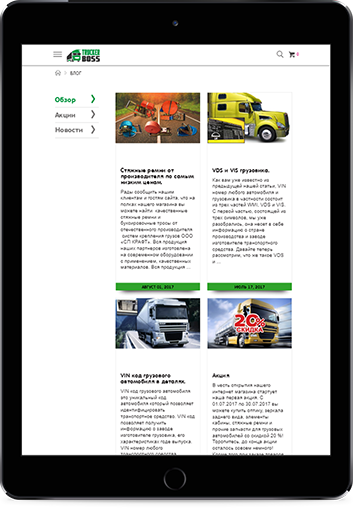 TRUCKER
BOSS
0
БЛОГ
Обзор
Акции
Новости
Стяжные ремни от
производителя по самым
низким ценам.
Рады сообщить нашим
клиентам и гостям сайта, что на
полках нашего магазина вы
можете найти качественные
стяжные ремни и
буксировочные тросы от
отечественного производителя
систем крепления грузов ООО
«СП КРАФТ». Вся продукция
наших партнеров изготовлена
на современном оборудовании
с применением, качественных
материалов. Вся продукция ...
АВГУСТ 31, 2017
VDS и VIS грузовика.
Как вам уже известно из
предыдущей нашей статьи, VIN
номер любого автомобиля и
грузовика в частности состоит
из трех частей WMI, VDS и VIS.
С первой частью, состоящей из
трех символов, мы уже
разобрались, она несет в себе
информацию о стране
производства и заводе
изготовителе транспортного
средства. Давайте теперь
рассмотрим, что же такое VDS
и ...
ИЮЛЬ 17, 2017
VIN код грузового
автомобиля в деталях.
VIN код грузового автомобиля
это уникальный код
автомобиля который позволяет
идентифицировать
транспортное средство. VIN код
позволяет получить
информацию о заводе
изготовителе грузовика, его
характеристиках годе выпуска.
VIN номер любого
транспортного средства
20%
СКИДКА
Акция
В честь открытия нашего
интернет магазина стартует
наша первая акция. С
01.07.2017 по 30.07.2017 вы
можете купить оптику, зеркала
заднего вида, элементы
кабины, стяжные ремни и
прочие запчасти для грузовых
автомобилей со скидкой 20 %!
Торопитесь, до конца акции
осталось совсем немного!